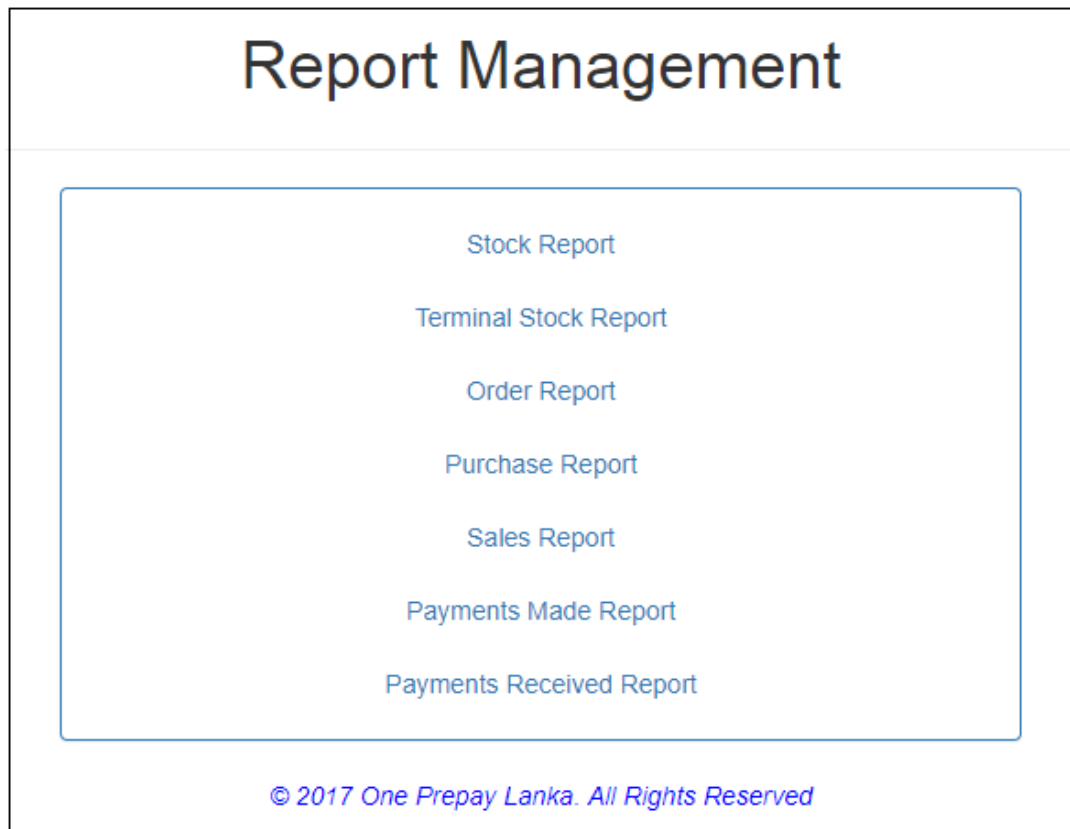 Report Management
Stock Report
Terminal Stock Report
Order Report
Purchase Report
Sales Report
Payments Made Report
Payments Received Report
© 2017 One Prepay Lanka. All Rights Reserved